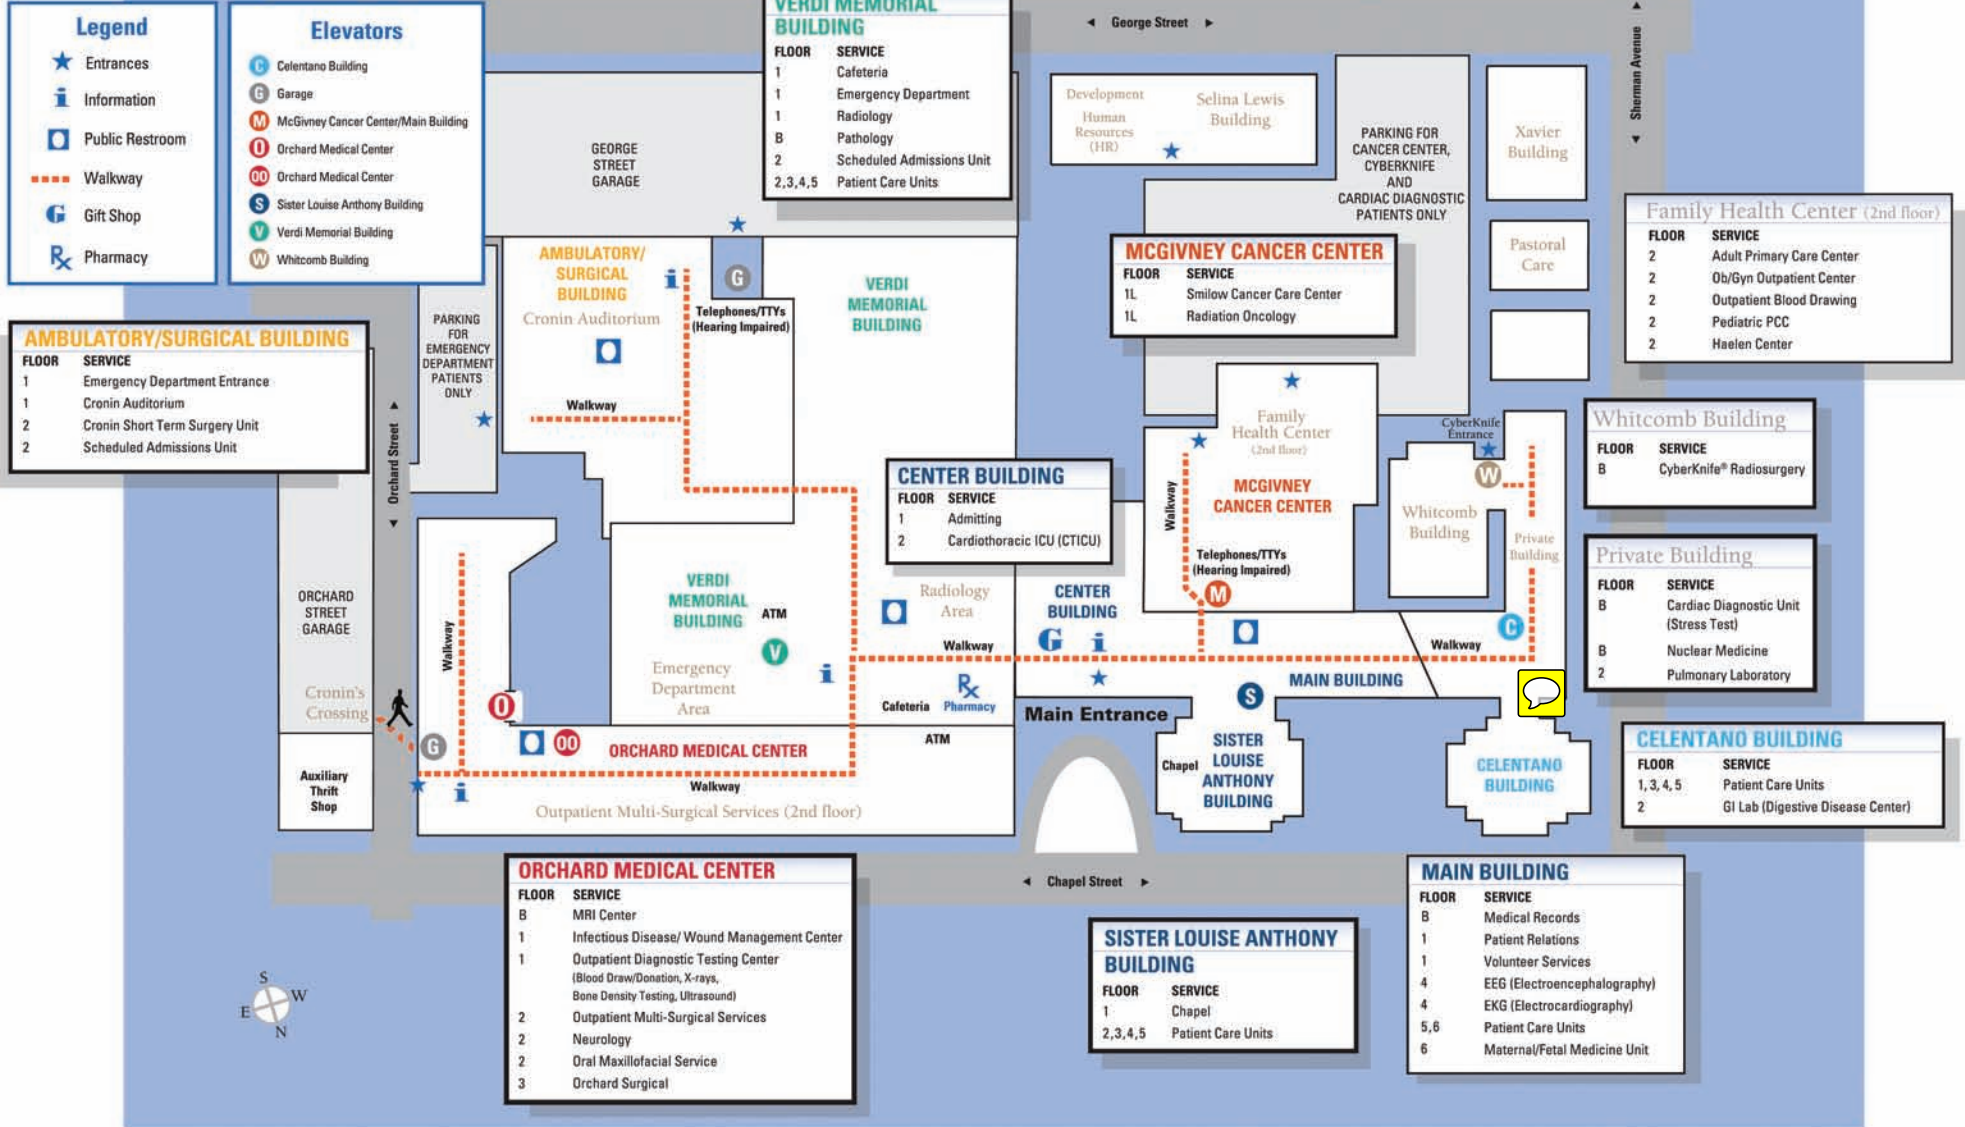 Legend
Entrances
Information
Public Restroom
Walkway
G Gift Shop
Rx Pharmacy
Elevators
C Celentano Building
G Garage
M McGivney Cancer Center/Main Building
O Orchard Medical Center
OO Orchard Medical Center
S Sister Louise Anthony Building
V Verdi Memorial Building
W Whitcomb Building
VERDI MEMORIAL
BUILDING
FLOOR SERVICE
1 Cafeteria
1 Emergency Department
1 Radiology
B Pathology
2 Scheduled Admissions Unit
2,3,4,5 Patient Care Units
George Street
Sherman Avenue
GEORGE
STREET
GARAGE
Development
Human
Resources
(HR)
Selina Lewis
Building
PARKING FOR
CANCER CENTER,
CYBERKNIFE
AND
CARDIAC DIAGNOSTIC
PATIENTS ONLY
Xavier
Building
Pastoral
Care
Family Health Center (2nd floor)
FLOOR SERVICE
2 Adult Primary Care Center
2 Ob/Gyn Outpatient Center
2 Outpatient Blood Drawing
2 Pediatric PCC
2 Haelen Center
MCGIVNEY CANCER CENTER
FLOOR SERVICE
1L Smilow Cancer Care Center
1L Radiation Oncology
AMBULATORY/SURGICAL BUILDING
FLOOR SERVICE
1 Emergency Department Entrance
1 Cronin Auditorium
2 Cronin Short Term Surgery Unit
2 Scheduled Admissions Unit
PARKING
FOR
EMERGENCY
DEPARTMENT
PATIENTS
ONLY
AMBULATORY/
SURGICAL
BUILDING
Cronin Auditorium
i
G
Telephones/TTYs
(Hearing Impaired)
VERDI
MEMORIAL
BUILDING
Walkway
Orchard Street
CENTER BUILDING
FLOOR SERVICE
1 Admitting
2 Cardiothoracic ICU (CTICU)
Family
Health Center
(2nd floor)
MCGIVNEY
CANCER CENTER
Walkway
Telephones/TTYs
(Hearing Impaired)
M
CyberKnife
Entrance
W
Whitcomb
Building
Private
Building
Whitcomb Building
FLOOR SERVICE
B CyberKnife® Radiosurgery
Private Building
FLOOR SERVICE
B Cardiac Diagnostic Unit
(Stress Test)
B Nuclear Medicine
2 Pulmonary Laboratory
ORCHARD
STREET
GARAGE
Walkway
VERDI
MEMORIAL
BUILDING
ATM
V
i
Emergency
Department
Area
Radiology
Area
Walkway
CENTER
BUILDING
G
i
Walkway
C
Cronin's
Crossing
O
G
OO
ORCHARD MEDICAL CENTER
Rx
Cafeteria Pharmacy
ATM
Main Entrance
S
MAIN BUILDING
Auxiliary
Thrift
Shop
i
Walkway
Outpatient Multi-Surgical Services (2nd floor)
Chapel
SISTER
LOUISE
ANTHONY
BUILDING
CELENTANO
BUILDING
CELENTANO BUILDING
FLOOR SERVICE
1, 3, 4, 5 Patient Care Units
2 GI Lab (Digestive Disease Center)
Chapel Street
ORCHARD MEDICAL CENTER
FLOOR SERVICE
B MRI Center
1 Infectious Disease/ Wound Management Center
1 Outpatient Diagnostic Testing Center
(Blood Draw/Donation, X-rays,
Bone Density Testing, Ultrasound)
2 Outpatient Multi-Surgical Services
2 Neurology
2 Oral Maxillofacial Service
3 Orchard Surgical
SISTER LOUISE ANTHONY
BUILDING
FLOOR SERVICE
1 Chapel
2,3,4,5 Patient Care Units
MAIN BUILDING
FLOOR SERVICE
B Medical Records
1 Patient Relations
1 Volunteer Services
4 EEG (Electroencephalography)
4 EKG (Electrocardiography)
5,6 Patient Care Units
6 Maternal/Fetal Medicine Unit
S
W
E
N